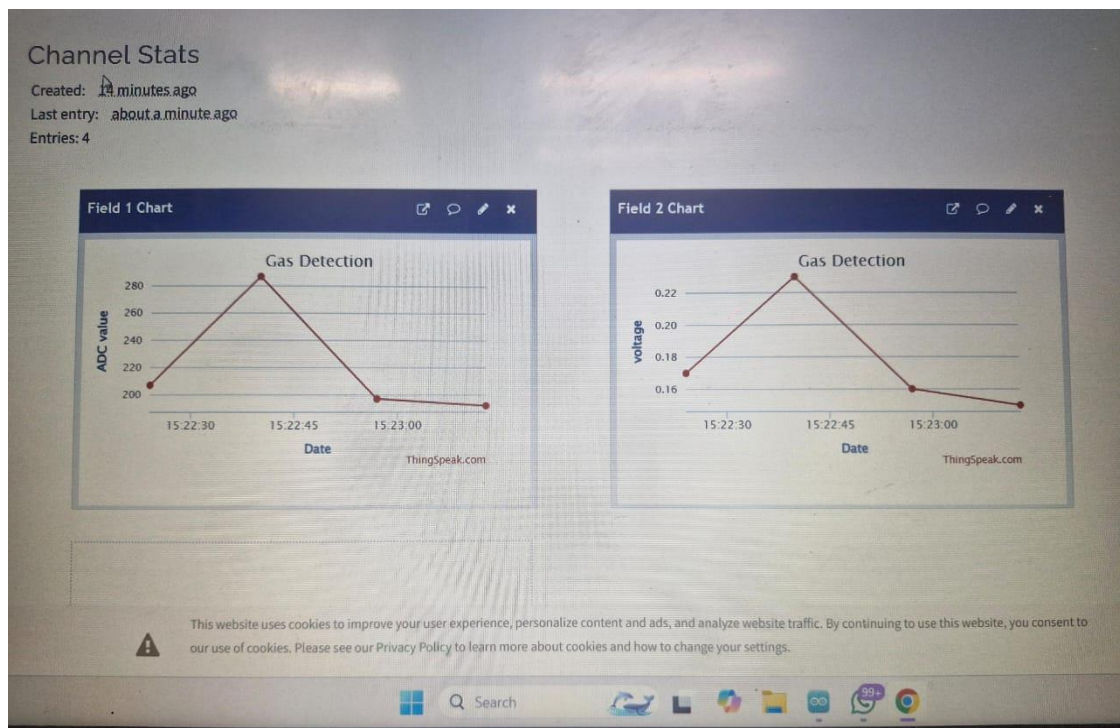 Channel Stats
Created: 14 minutes ago
Last entry: about a minute ago
Entries: 4
Field 1 Chart
Gas Detection
280
260
240
220
200
ADC value
15:22:30 15:22:45 15:23:00
Date
ThingSpeak.com
Field 2 Chart
Gas Detection
0.22
0.20
0.18
0.16
voltage
15:22:30 15:22:45 15:23:00
Date
ThingSpeak.com
This website uses cookies to improve your user experience, personalize content and ads, and analyze website traffic. By continuing to use this website, you consent to
our use of cookies. Please see our Privacy Policy to learn more about cookies and how to change your settings.
Search
99+